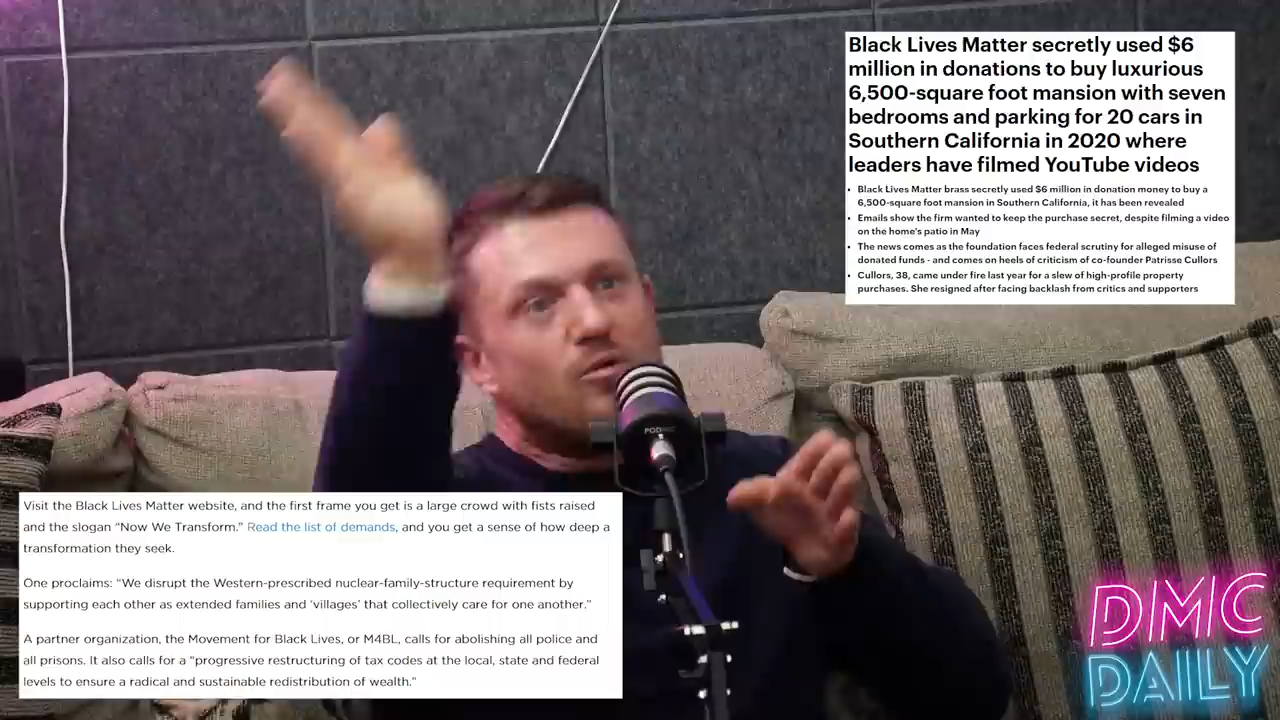 Black Lives Matter secretly used $6
million in donations to buy luxurious
6,500-square foot mansion with seven
bedrooms and parking for 20 cars in
Southern California in 2020 where
leaders have filmed YouTube videos
• Black Lives Matter brass secretly used $6 million in donation money to buy a
6,500-square foot mansion in Southern California, it has been revealed
• Emails show the firm wanted to keep the purchase secret, despite filming a video
on the home's patio in May
• The news comes as the foundation faces federal scrutiny for alleged misuse of
donated funds - and comes on heels of criticism of co-founder Patrisse Cullors
• Cullors, 38, came under fire last year for a slew of high-profile property
purchases. She resigned after facing backlash from critics and supporters
Visit the Black Lives Matter website, and the first frame you get is a large crowd with fists raised
and the slogan “Now We Transform.” Read the list of demands, and you get a sense of how deep a
transformation they seek.
One proclaims: “We disrupt the Western-prescribed nuclear-family-structure requirement by
supporting each other as extended families and ‘villages’ that collectively care for one another.”
A partner organization, the Movement for Black Lives, or M4BL, calls for abolishing all police and
all prisons. It also calls for a “progressive restructuring of tax codes at the local, state and federal
levels to ensure a radical and sustainable redistribution of wealth.”
DMC
DAILY